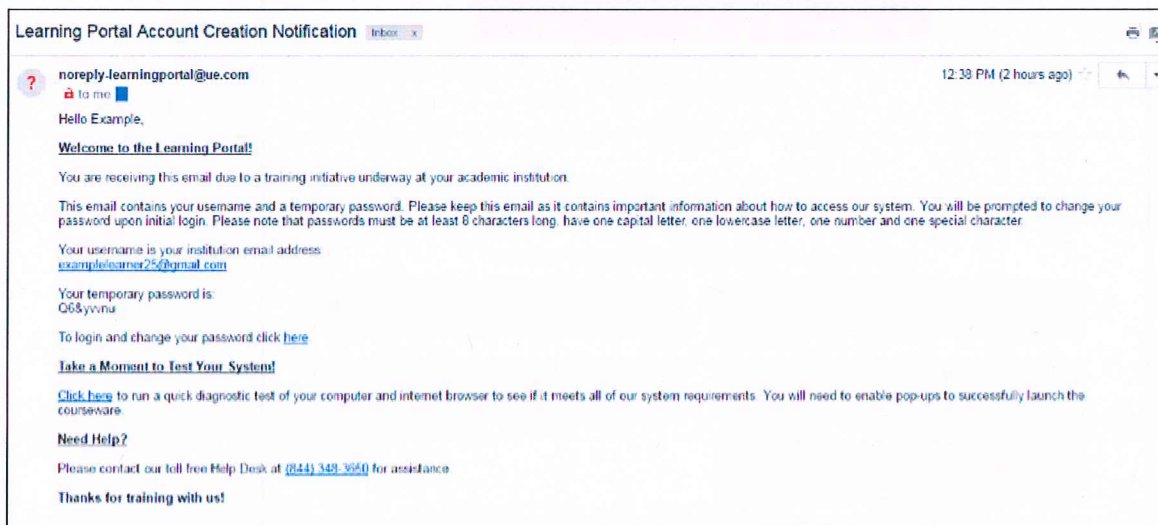 Learning Portal Account Creation Notification Inbox x
noreply-learningportal@ue.com 12:38 PM (2 hours ago)
to me
Hello Example,
Welcome to the Learning Portal!
You are receiving this email due to a training initiative underway at your academic institution.
This email contains your username and a temporary password. Please keep this email as it contains important information about how to access our system. You will be prompted to change your
password upon initial login. Please note that passwords must be at least 8 characters long, have one capital letter, one lowercase letter, one number and one special character.
Your username is your institution email address
examplelearner25@gmail.com
Your temporary password is:
To login and change your password click here
Take a Moment to Test Your System!
Click here to run a quick diagnostic test of your computer and internet browser to see if it meets all of our system requirements. You will need to enable pop-ups to successfully launch the
courseware.
Need Help?
Please contact our toll free Help Desk at (844) 348-3660 for assistance
Thanks for training with us!